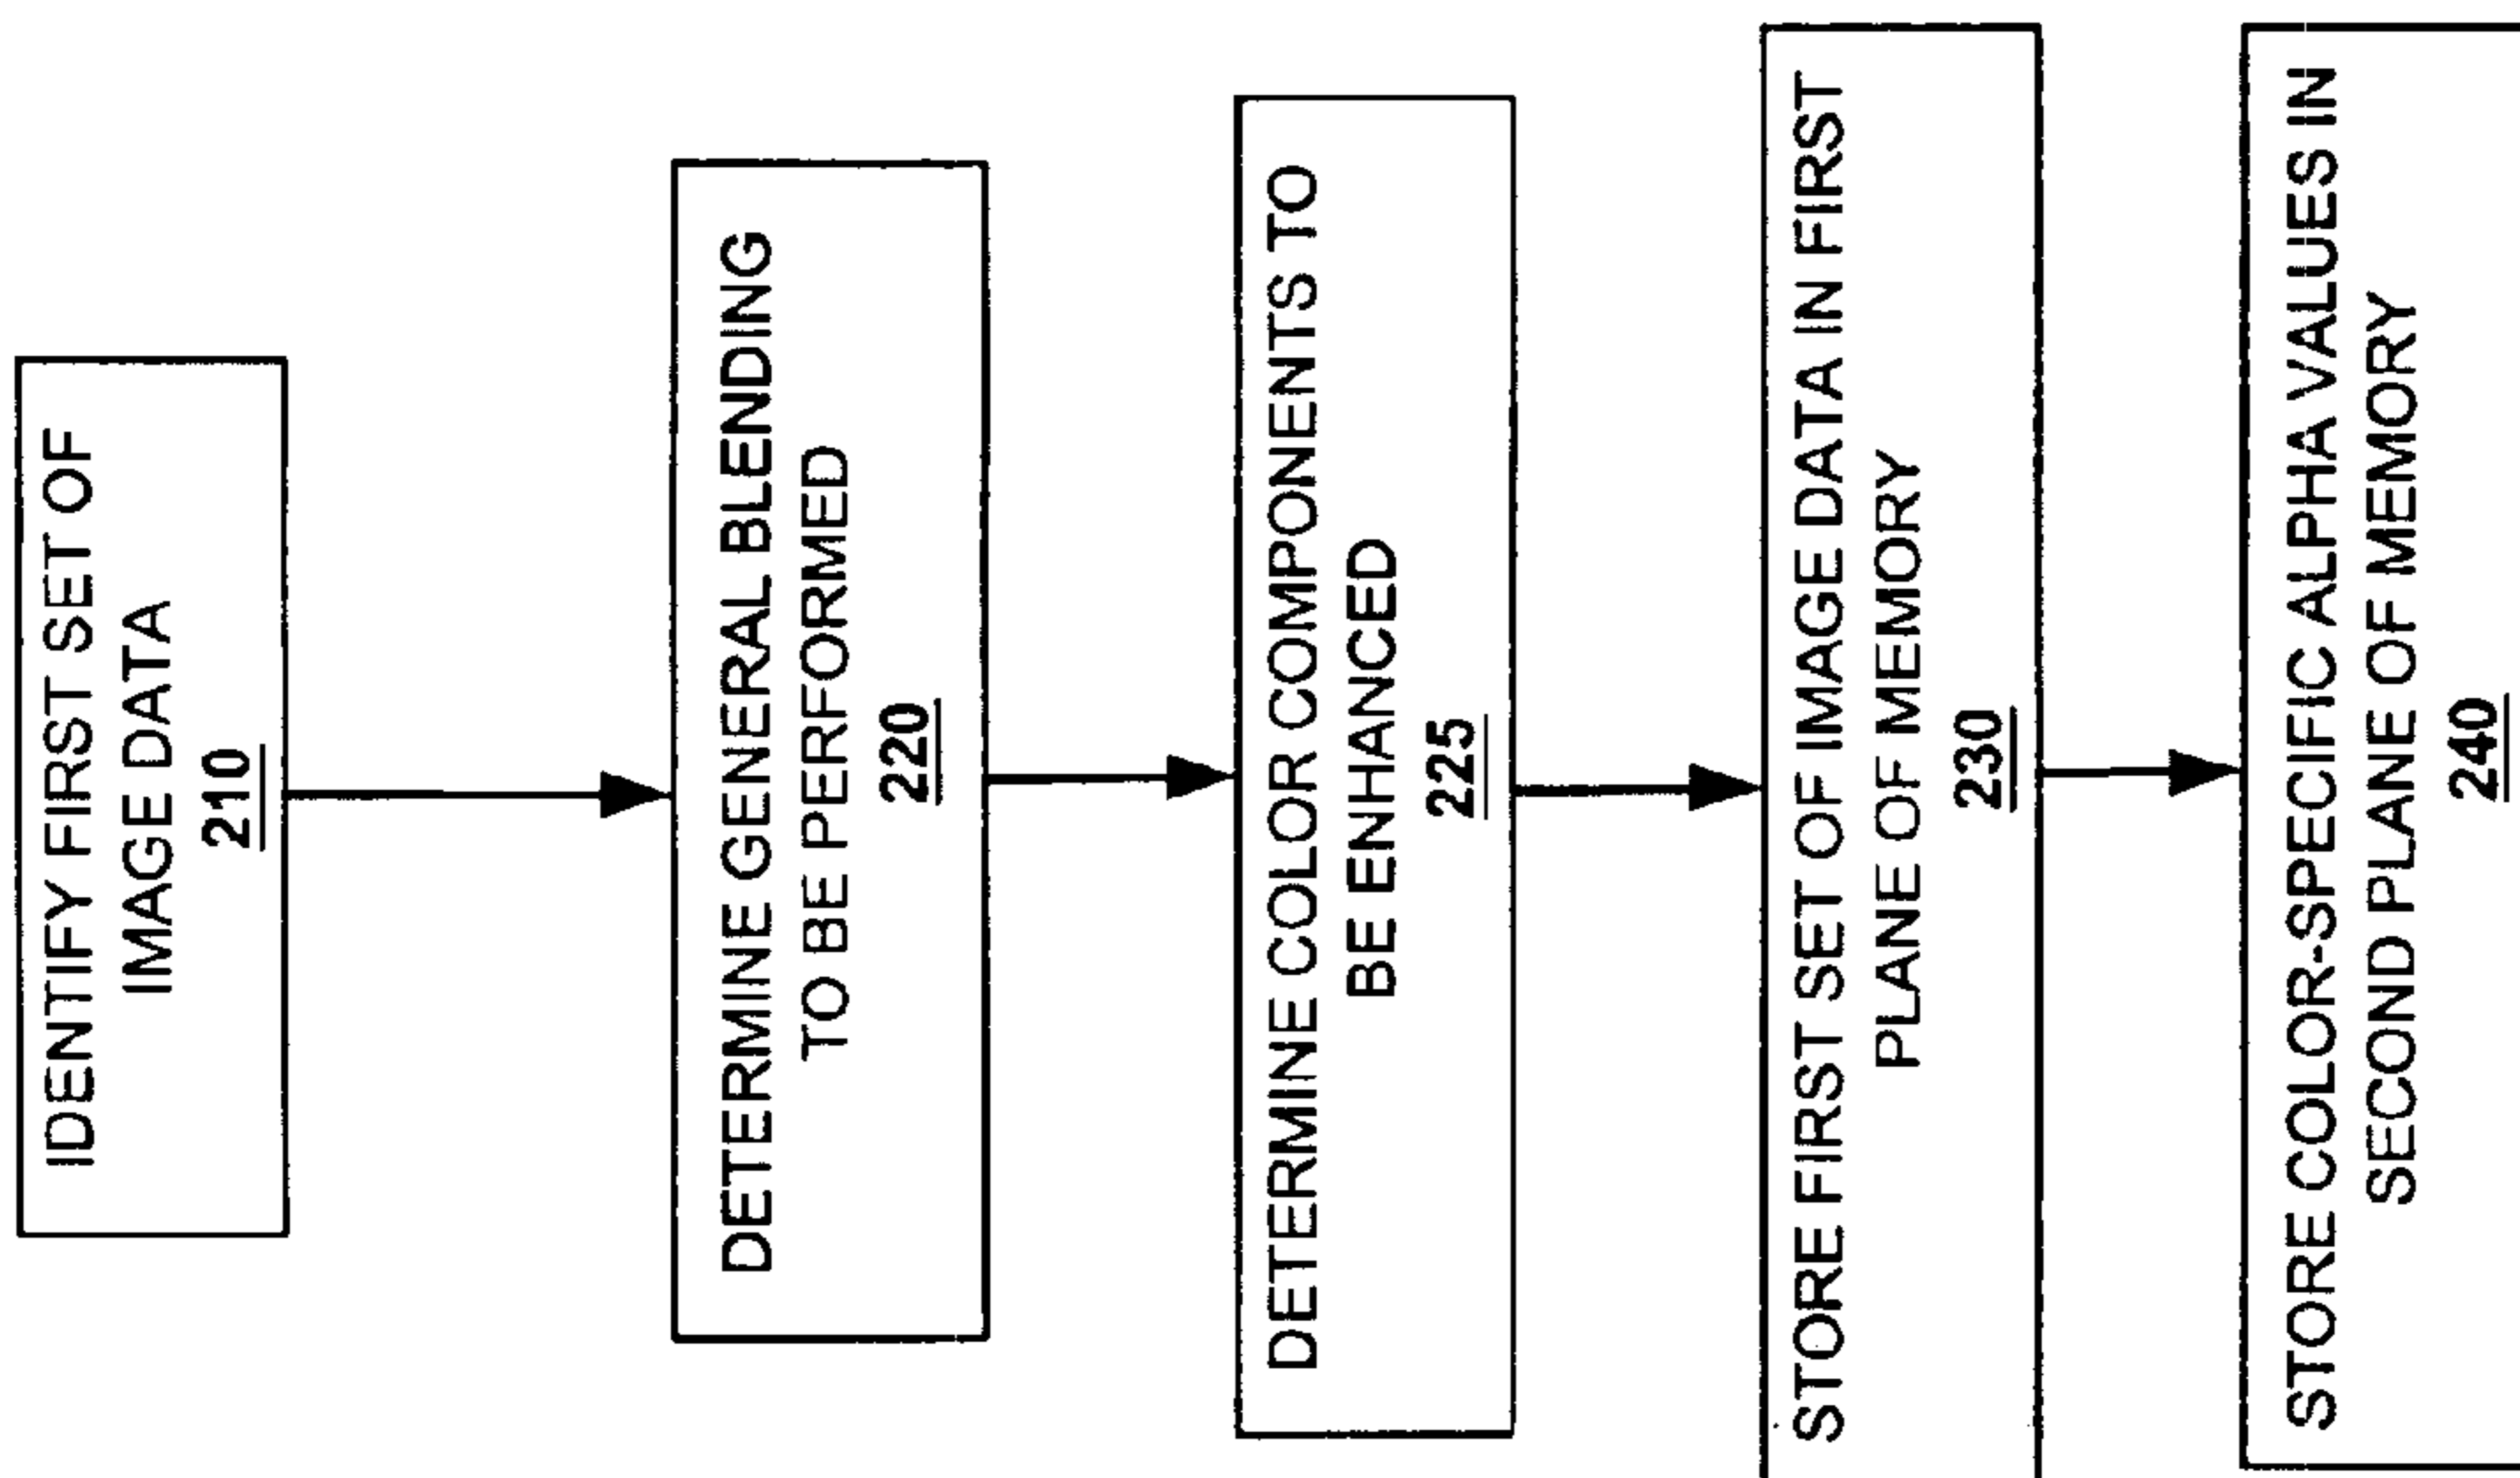 IDENTIFY FIRST SET OF
IMAGE DATA
210
DETERMINE GENERAL BLENDING
TO BE PERFORMED
220
DETERMINE COLOR COMPONENTS TO
BE ENHANCED
225
STORE FIRST SET OF IMAGE DATA IN FIRST
PLANE OF MEMORY
230
STORE COLOR-SPECIFIC ALPHA VALUES IN
SECOND PLANE OF MEMORY
240